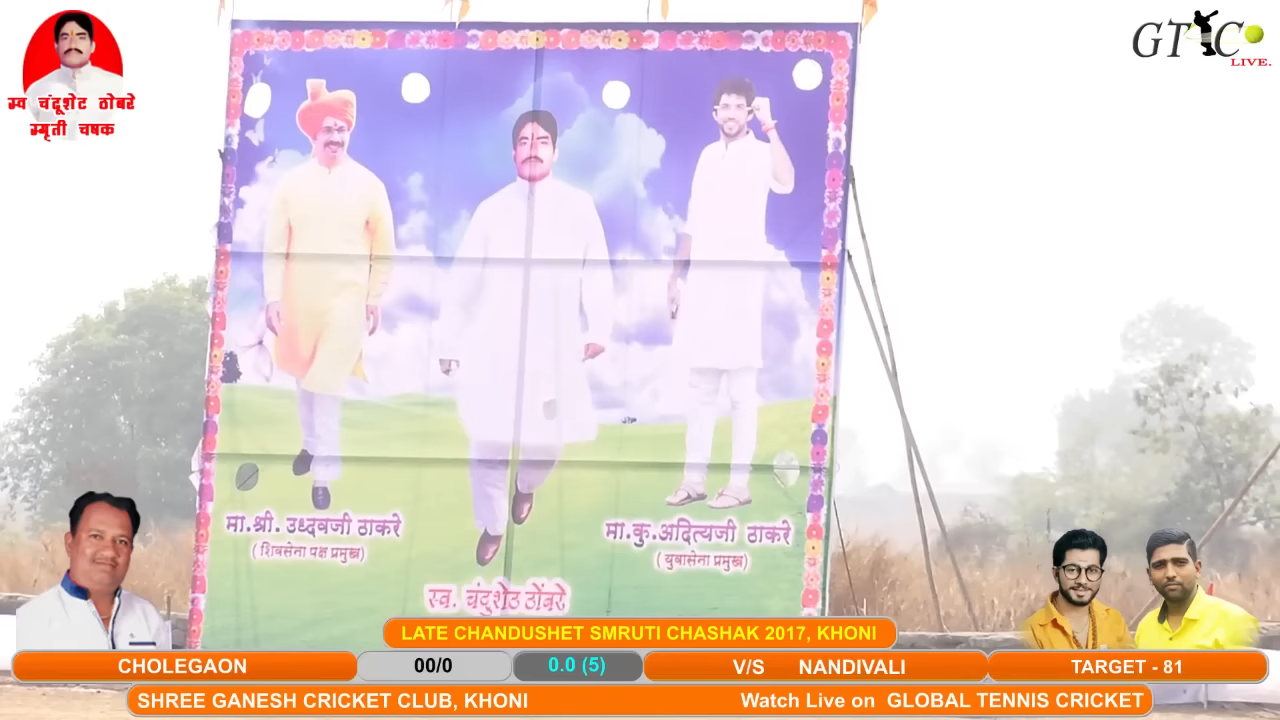 स्व चंदूशेट ठोंबरे
स्मृती चषक
GTCC
LIVE.
मा.श्री. उध्दवजी ठाकरे
(शिवसेना पक्ष प्रमुख)
मा.कु.अदित्यजी ठाकरे
(युवासेना प्रमुख)
स्व. चंदुशेठ ठोंबरे
LATE CHANDUSHET SMRUTI CHASHAK 2017, KHONI
CHOLEGAON 00/0 0.0 (5) V/S NANDIVALI TARGET - 81
SHREE GANESH CRICKET CLUB, KHONI Watch Live on GLOBAL TENNIS CRICKET